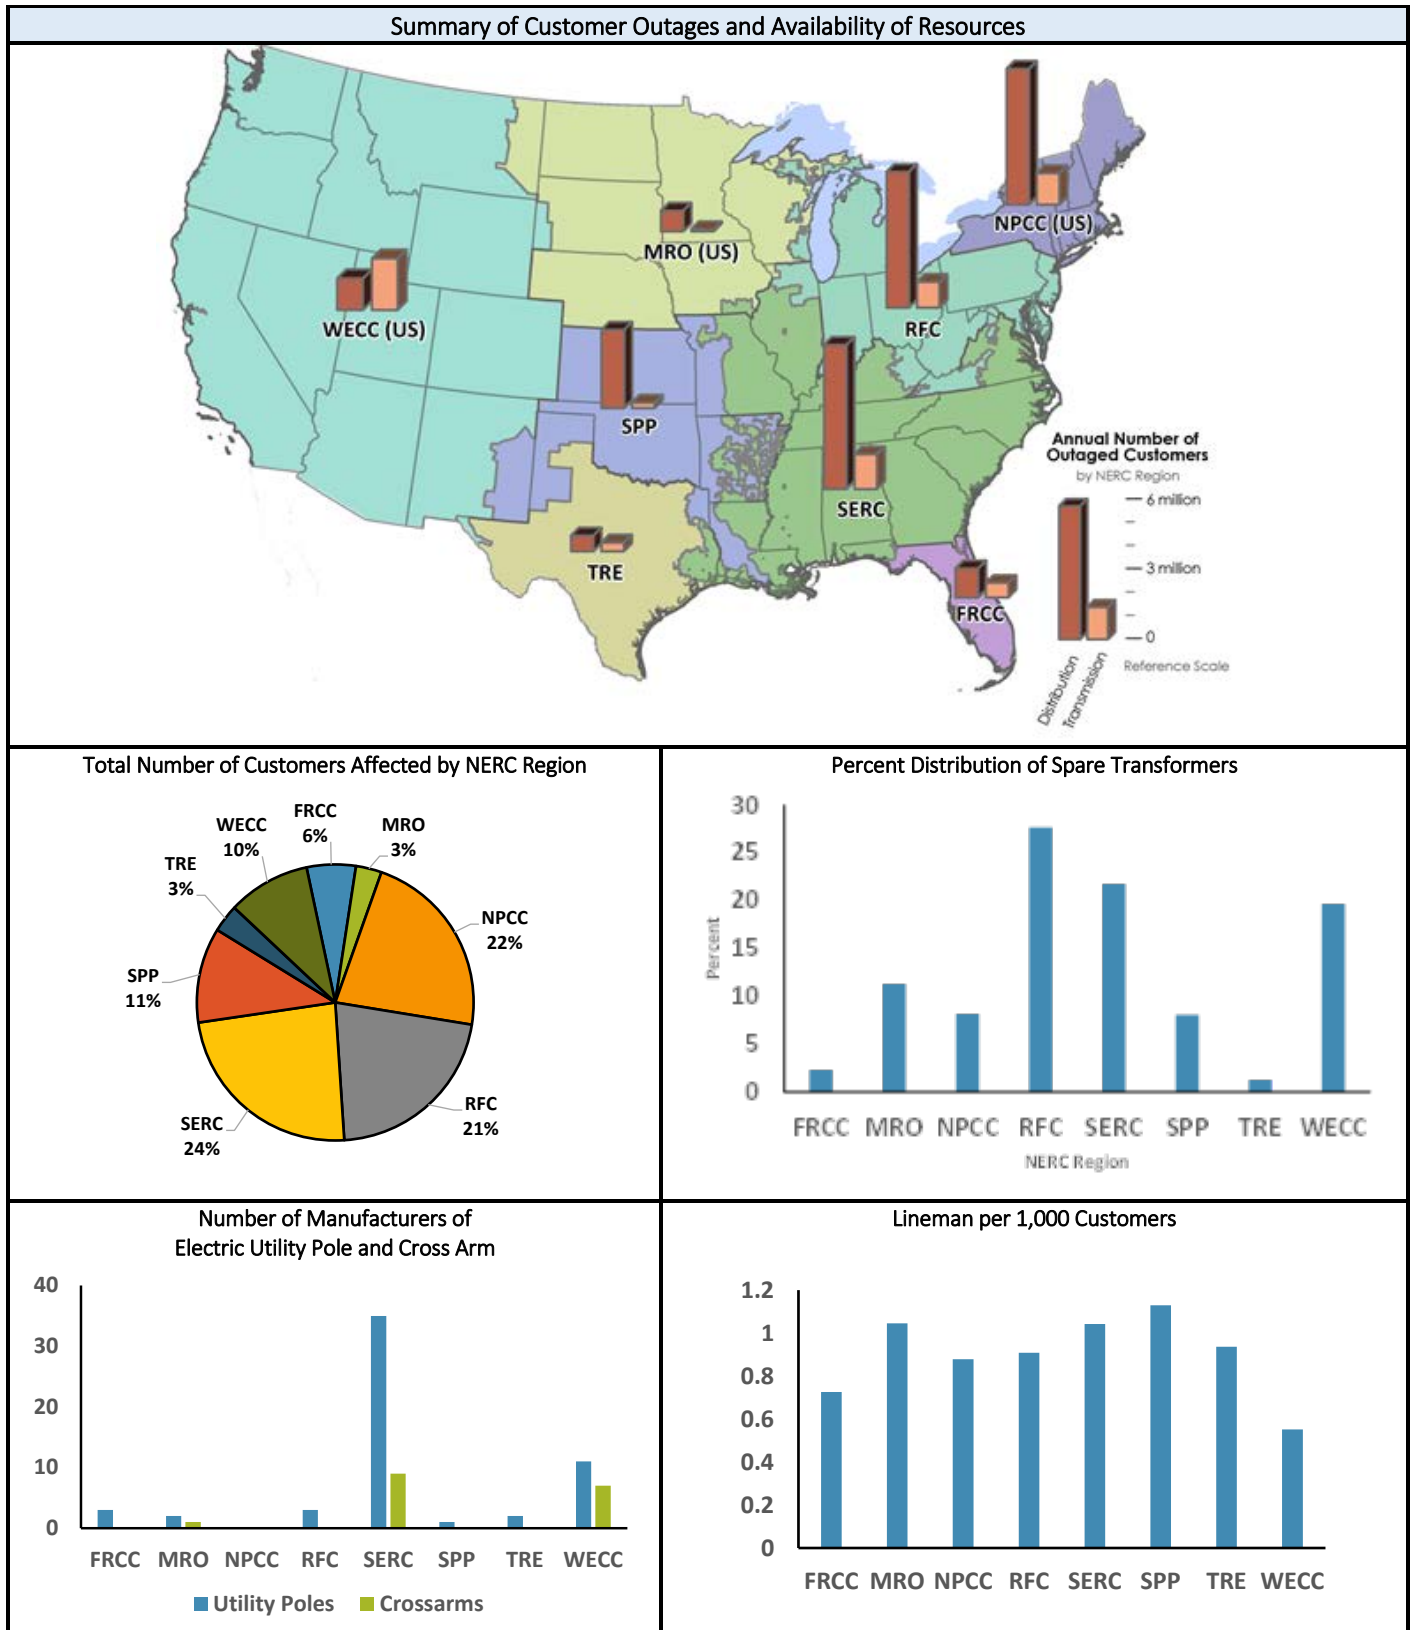 Summary of Customer Outages and Availability of Resources
NPCC (US)
MRO (US)
WECC (US)
RFC
SPP
SERC
TRE
FRCC
Annual Number of
Outaged Customers
by NERC Region
6 million
3 million
0
Reference Scale
Distribution
Transmission
Total Number of Customers Affected by NERC Region
FRCC
6%
MRO
3%
WECC
10%
TRE
3%
NPCC
22%
SPP
11%
RFC
21%
SERC
24%
Percent Distribution of Spare Transformers
30
25
20
15
10
5
0
Percent
FRCC MRO NPCC RFC SERC SPP TRE WECC
NERC Region
Number of Manufacturers of
Electric Utility Pole and Cross Arm
40
30
20
10
0
FRCC MRO NPCC RFC SERC SPP TRE WECC
Utility Poles Crossarms
Lineman per 1,000 Customers
1.2
1
0.8
0.6
0.4
0.2
0
FRCC MRO NPCC RFC SERC SPP TRE WECC